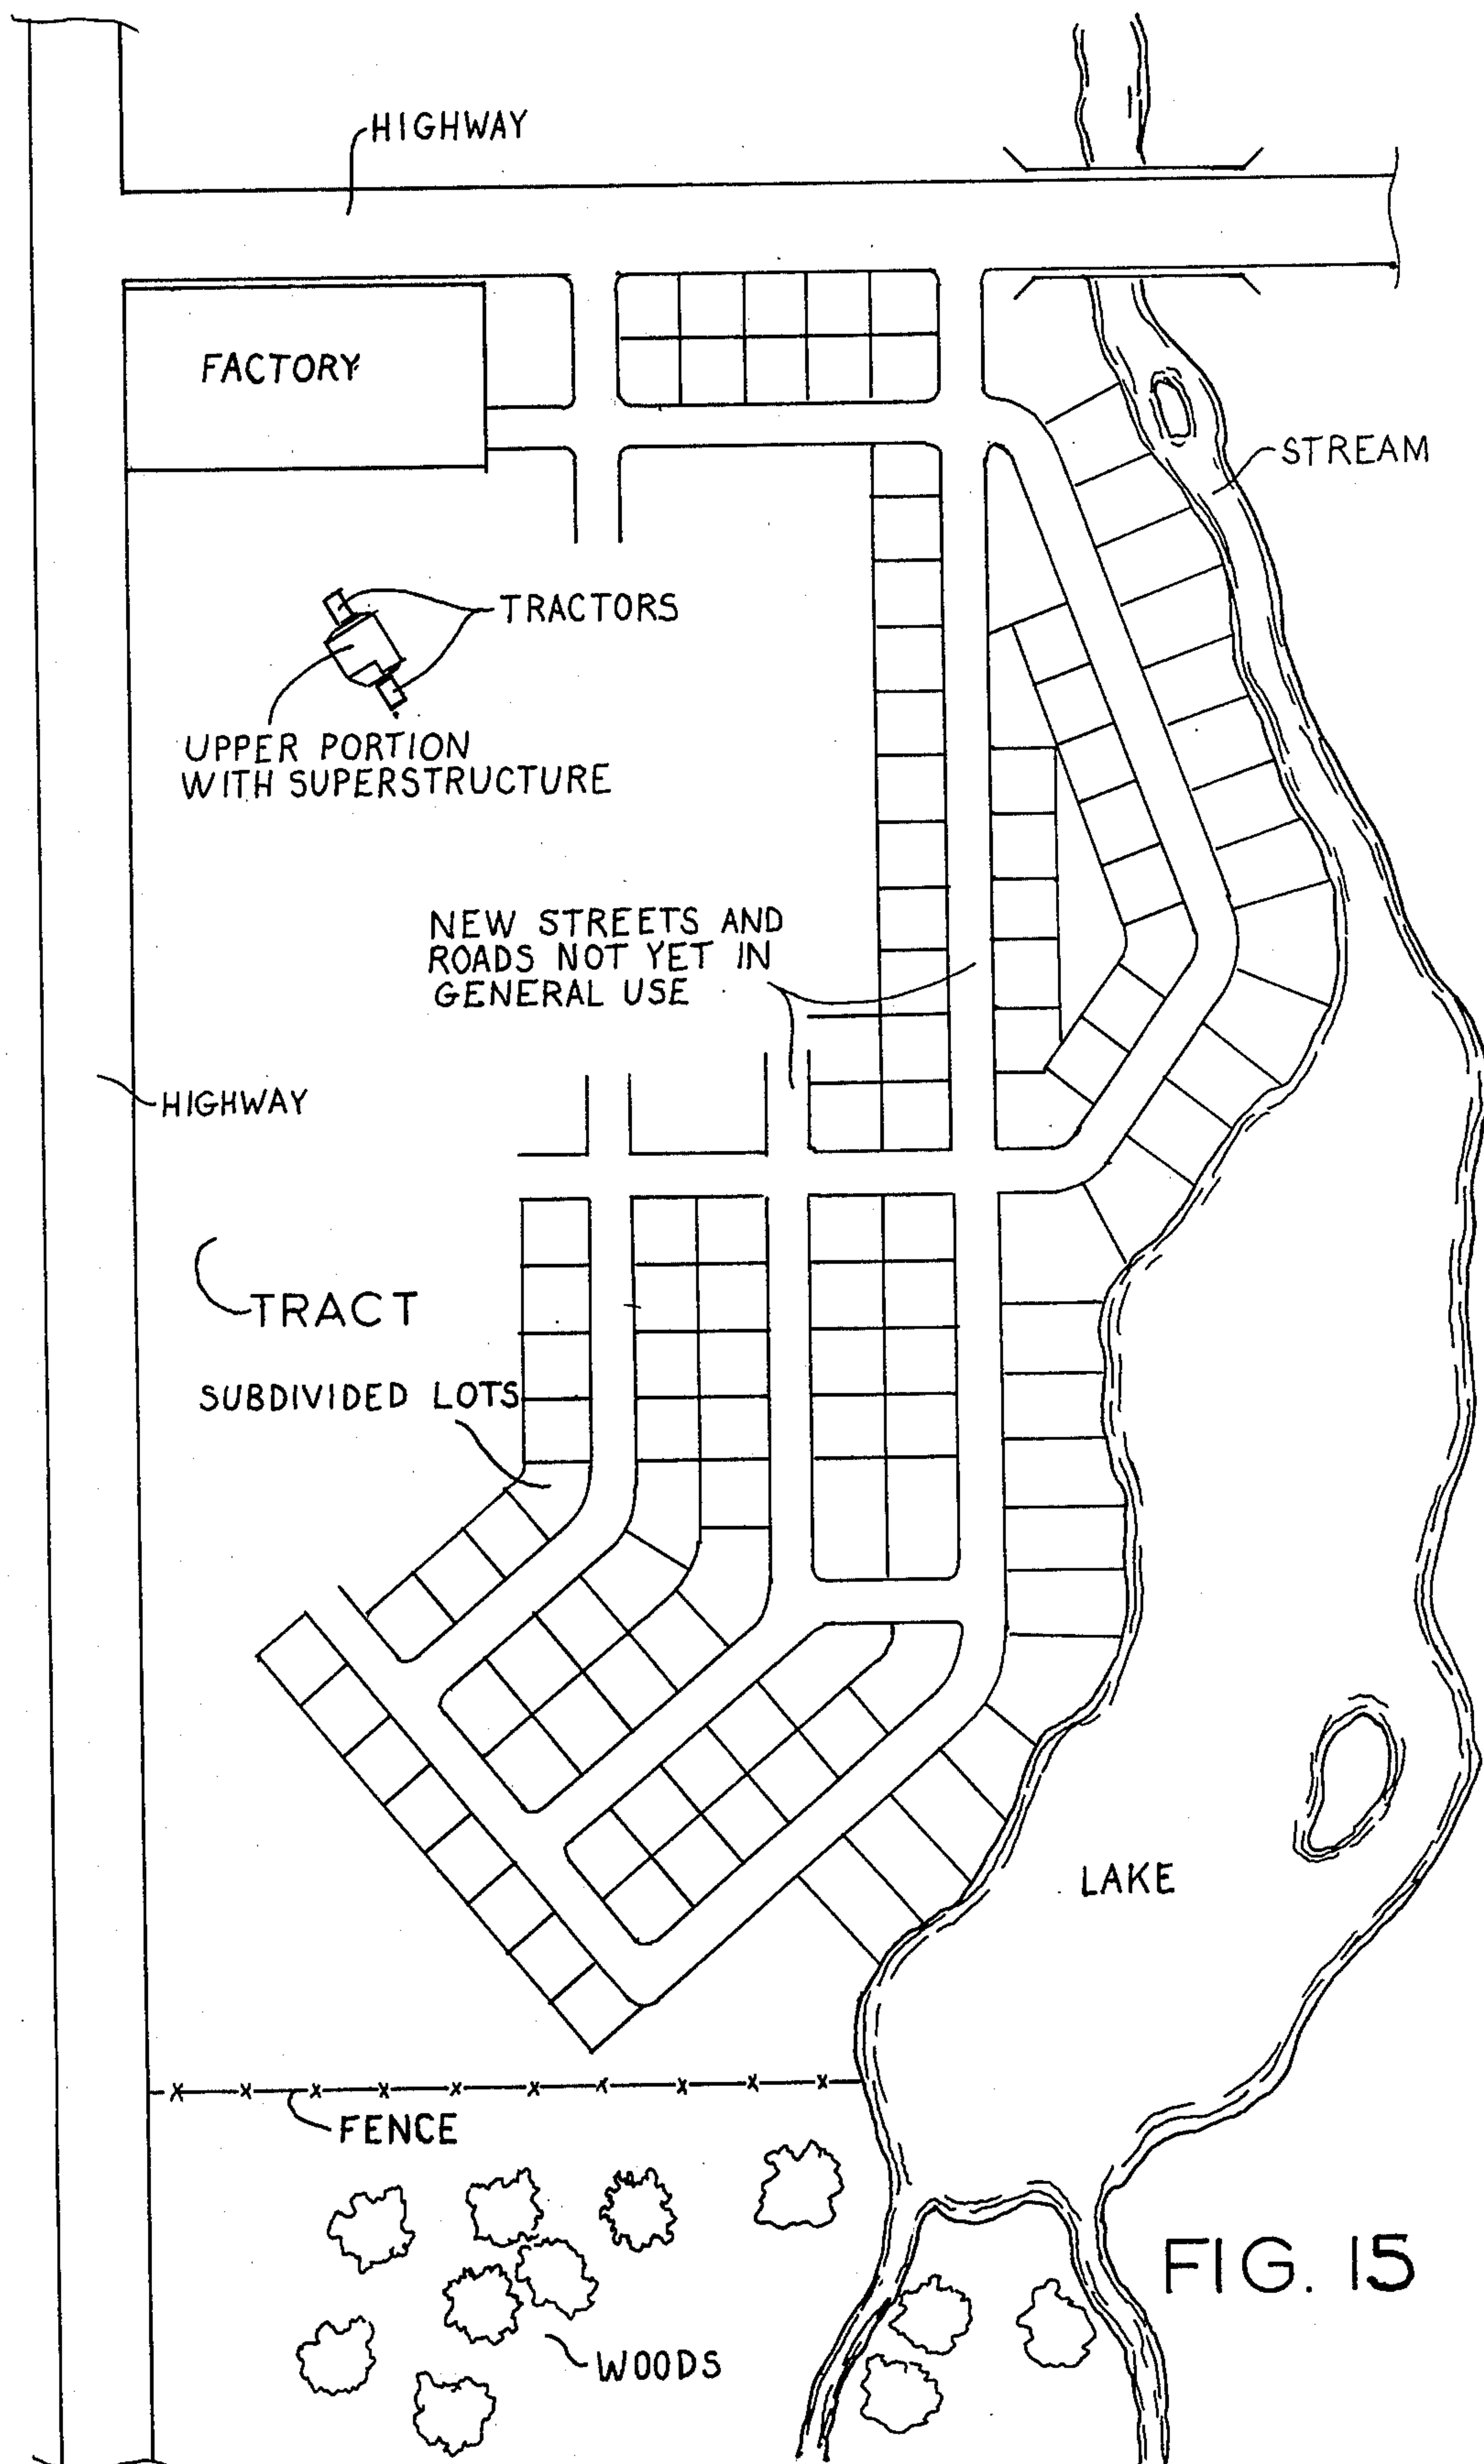 HIGHWAY
FACTORY
STREAM
TRACTORS
UPPER PORTION
WITH SUPERSTRUCTURE
NEW STREETS AND
ROADS NOT YET IN
GENERAL USE
HIGHWAY
TRACT
SUBDIVIDED LOTS
LAKE
FENCE
FIG. 15
WOODS